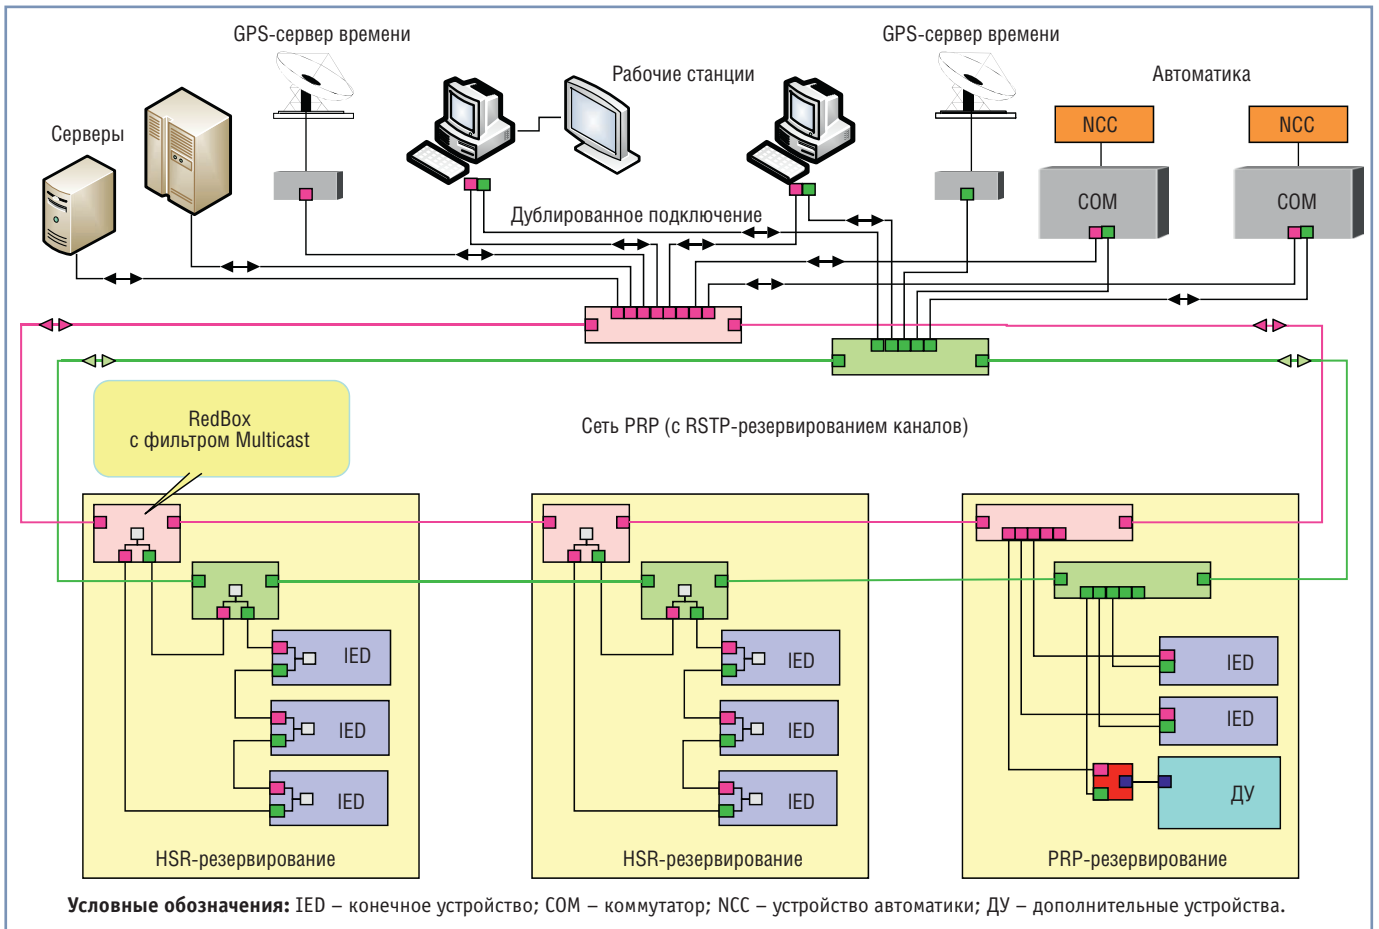 GPS-сервер времени
GPS-сервер времени
Рабочие станции
Автоматика
Серверы
NCC
NCC
COM
COM
Дублированное подключение
RedBox
с фильтром Multicast
Сеть PRP (с RSTP-резервированием каналов)
IED
IED
IED
IED
IED
IED
IED
IED
ДУ
HSR-резервирование
HSR-резервирование
PRP-резервирование
Условные обозначения: IED – конечное устройство; COM – коммутатор; NCC – устройство автоматики; ДУ – дополнительные устройства.